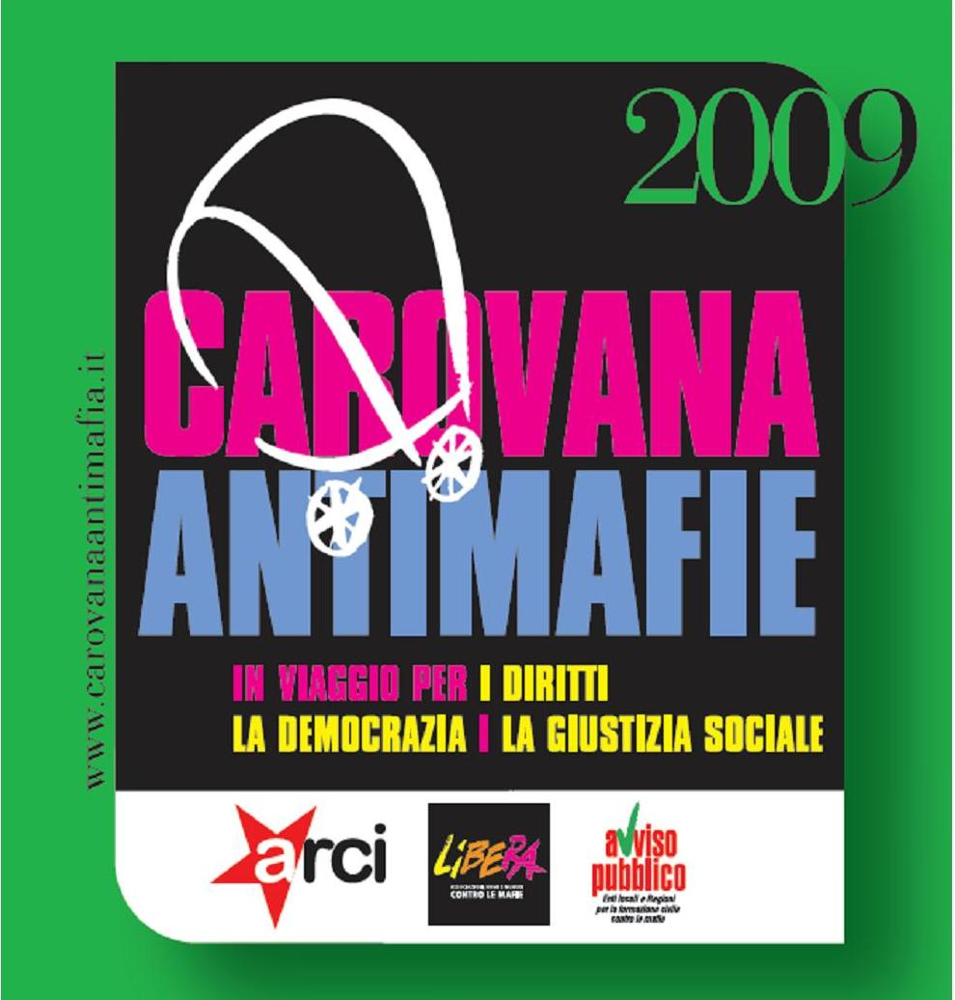 2009
CAROVANA
ANTIMAFIE
IN VIAGGIO PER I DIRITTI
LA DEMOCRAZIA | LA GIUSTIZIA SOCIALE
www.carovanaantimafia.it
arci
LiBERA
ASSOCIAZIONI, NOMI E NUMERI
CONTRO LE MAFIE
avviso
pubblico
Enti locali e Regioni
per la formazione civile
contro le mafie